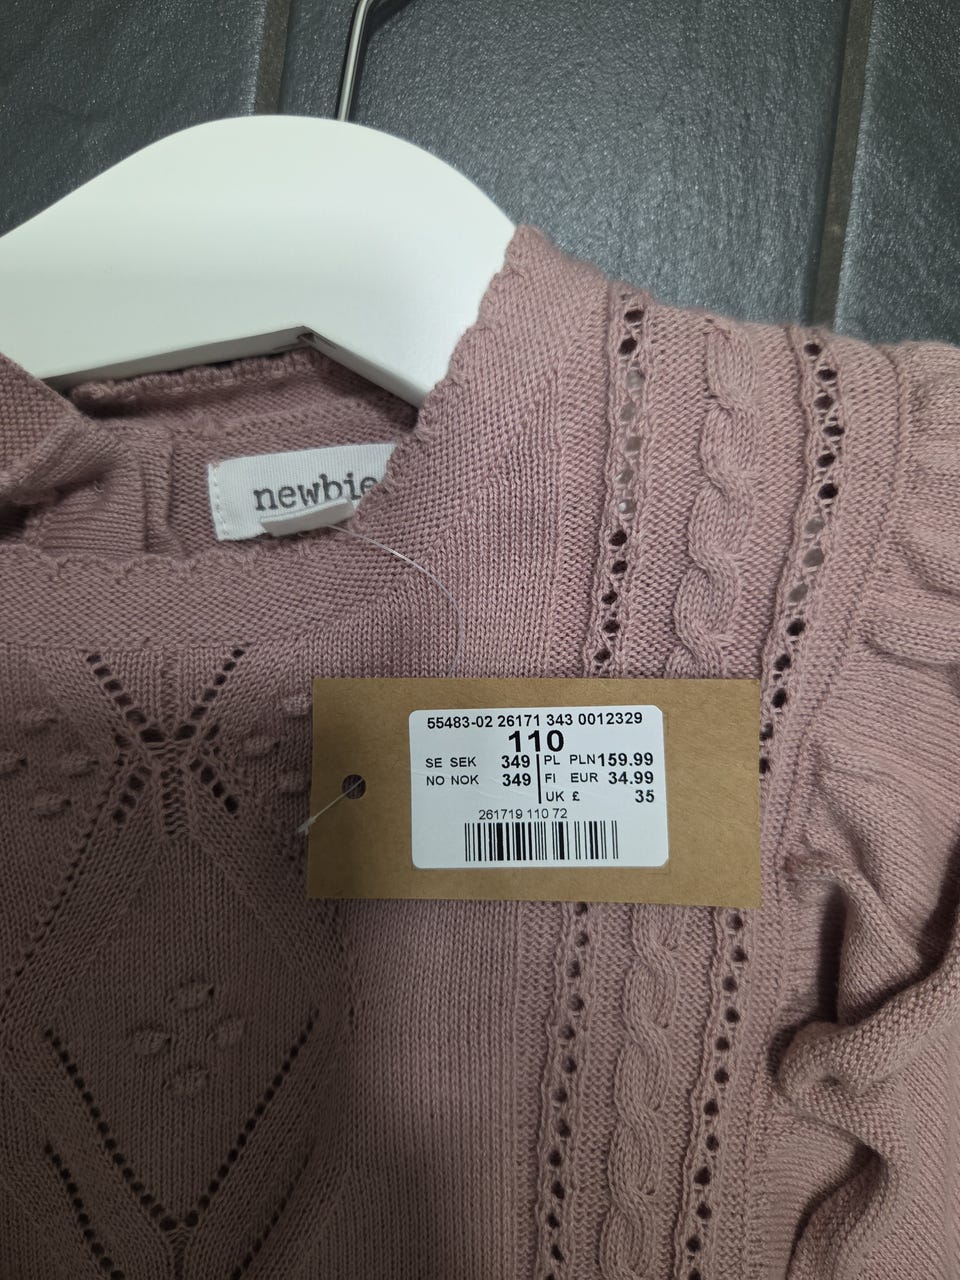 newbie
55483-02 26171 343 0012329
110
SE SEK 349 PL PLN 159.99
NO NOK 349 FI EUR 34.99
UK £ 35
261719 110 72